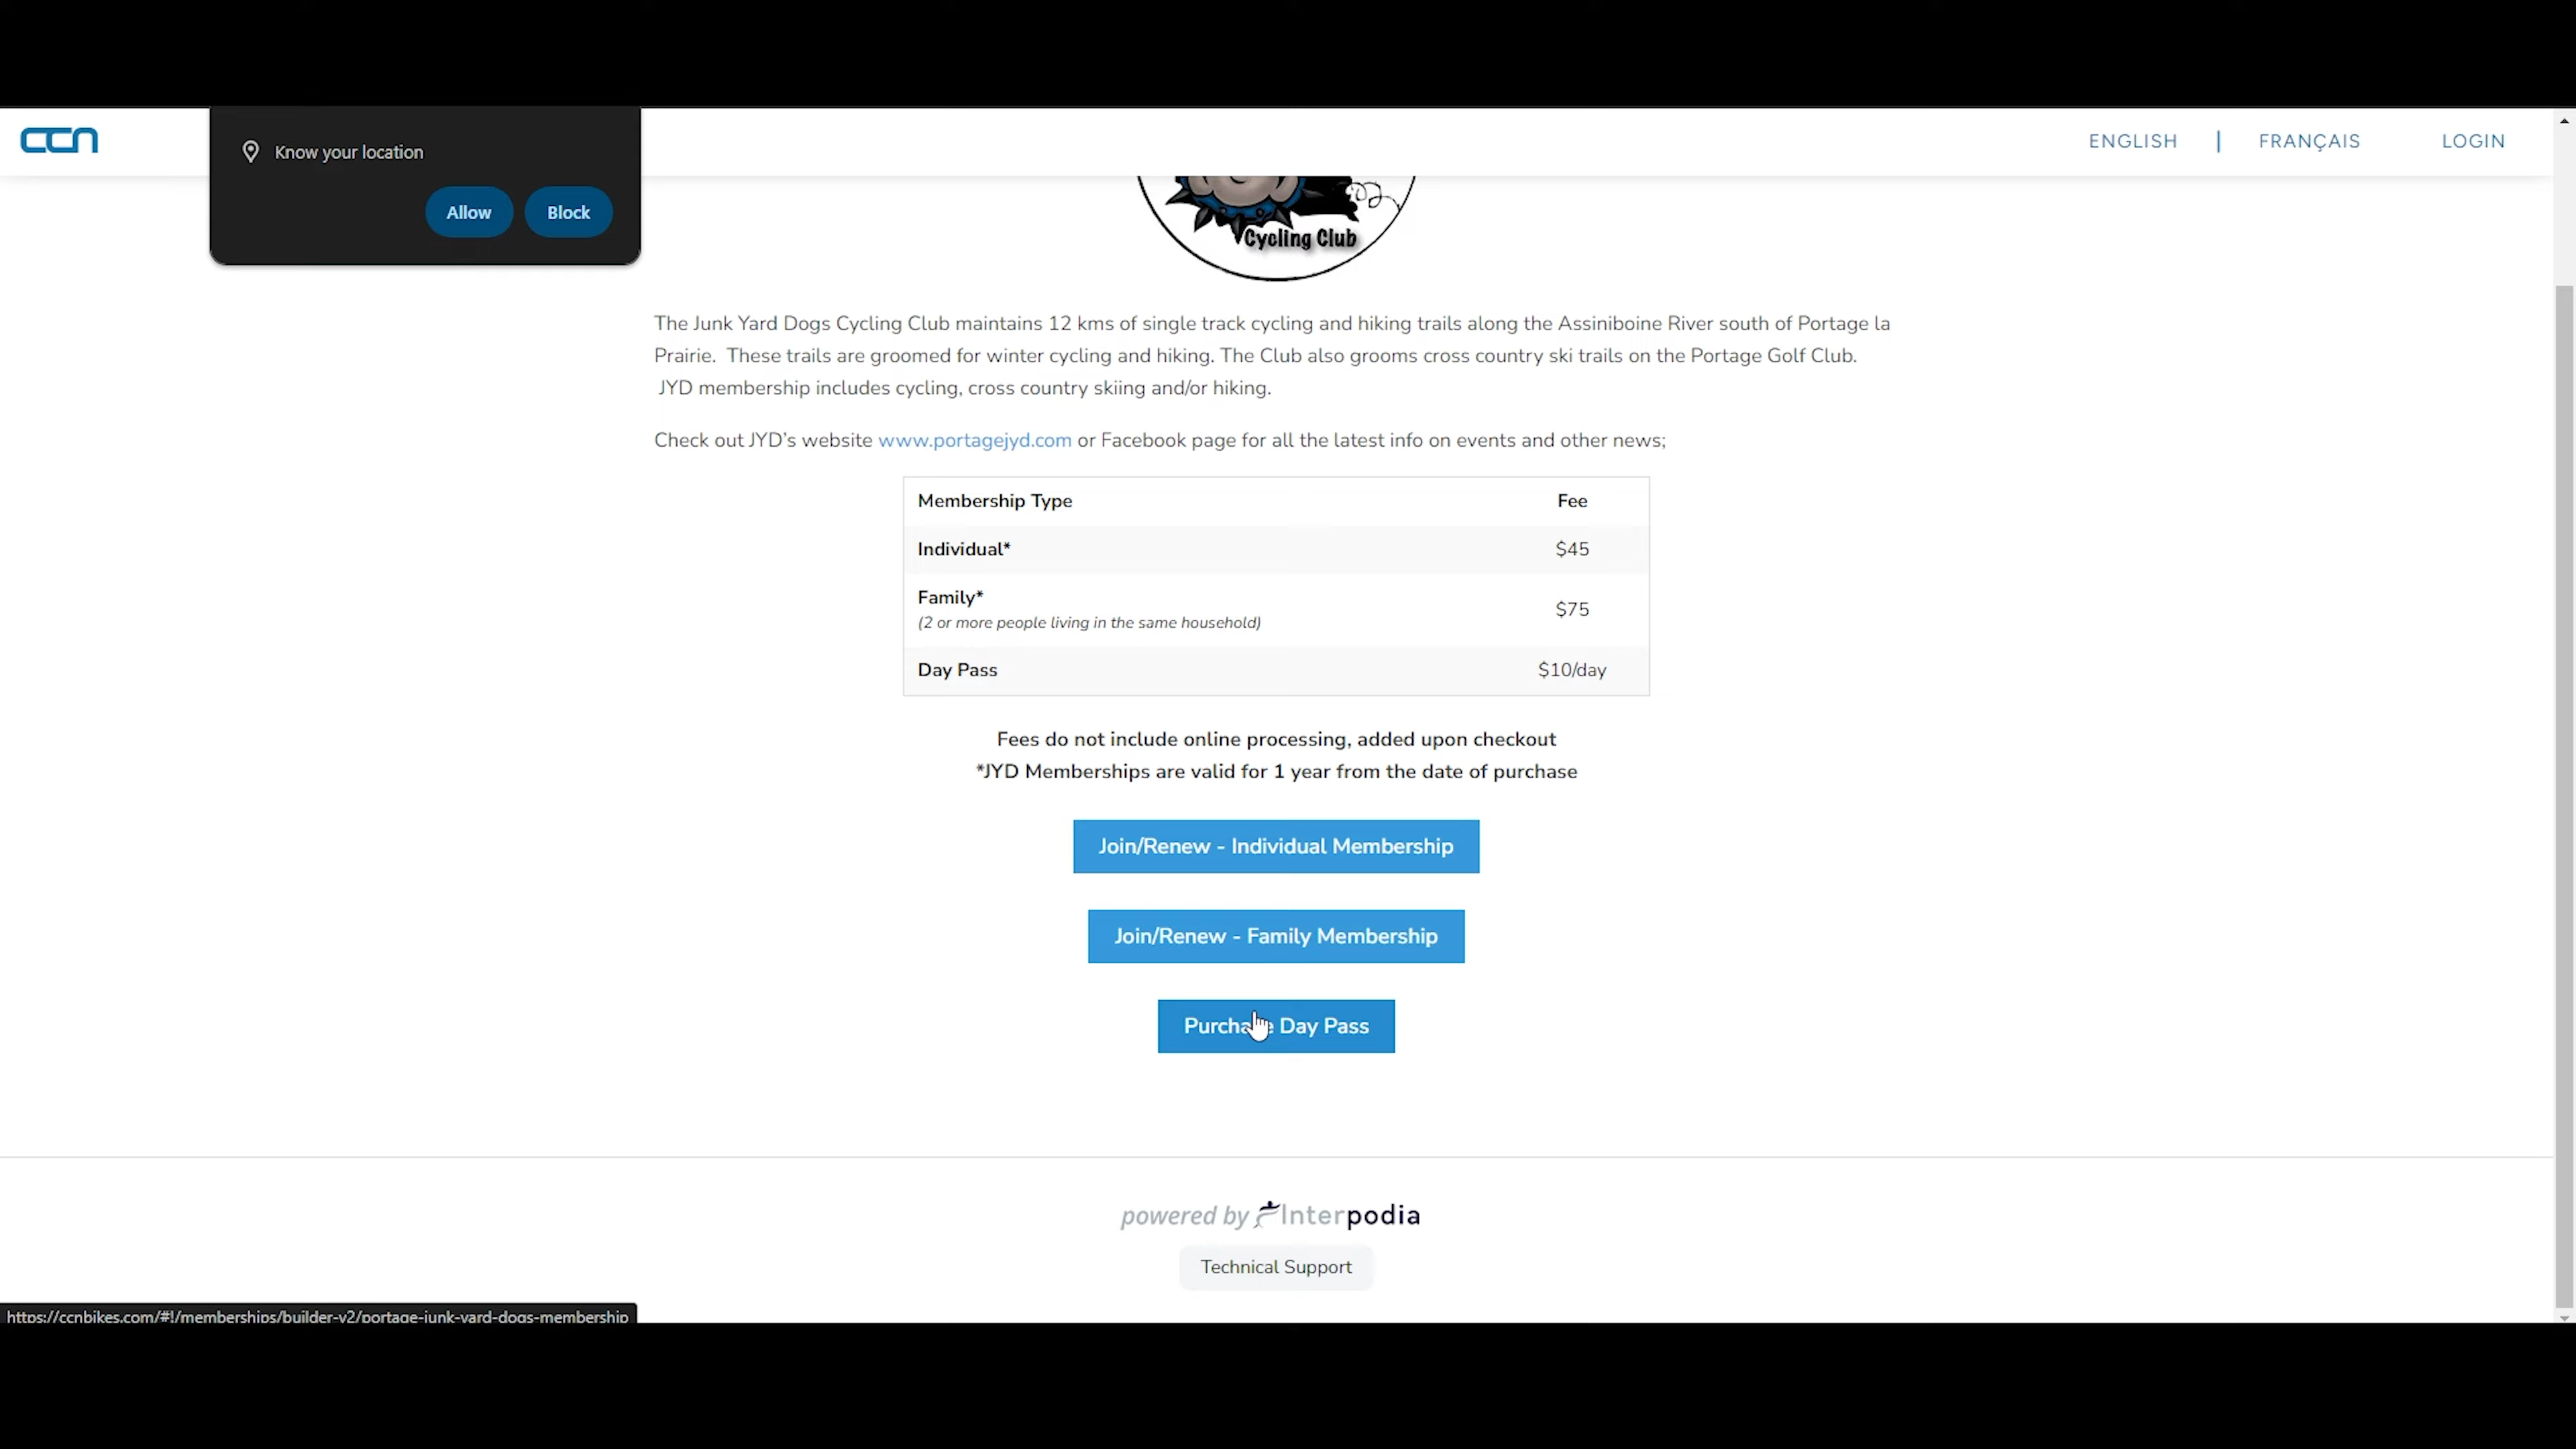 ccn
Know your location
Allow
Block
ENGLISH | FRANÇAIS
LOGIN
Cycling Club
The Junk Yard Dogs Cycling Club maintains 12 kms of single track cycling and hiking trails along the Assiniboine River south of Portage la
Prairie. These trails are groomed for winter cycling and hiking. The Club also grooms cross country ski trails on the Portage Golf Club.
JYD membership includes cycling, cross country skiing and/or hiking.
Check out JYD's website www.portagejyd.com or Facebook page for all the latest info on events and other news;
Membership Type Fee
Individual* $45
Family*
(2 or more people living in the same household) $75
Day Pass $10/day
Fees do not include online processing, added upon checkout
*JYD Memberships are valid for 1 year from the date of purchase
Join/Renew - Individual Membership
Join/Renew - Family Membership
Purchase Day Pass
powered by Interpodia
Technical Support
https://ccnbikes.com/#!/memberships/builder-v2/portage-junk-yard-dogs-membership